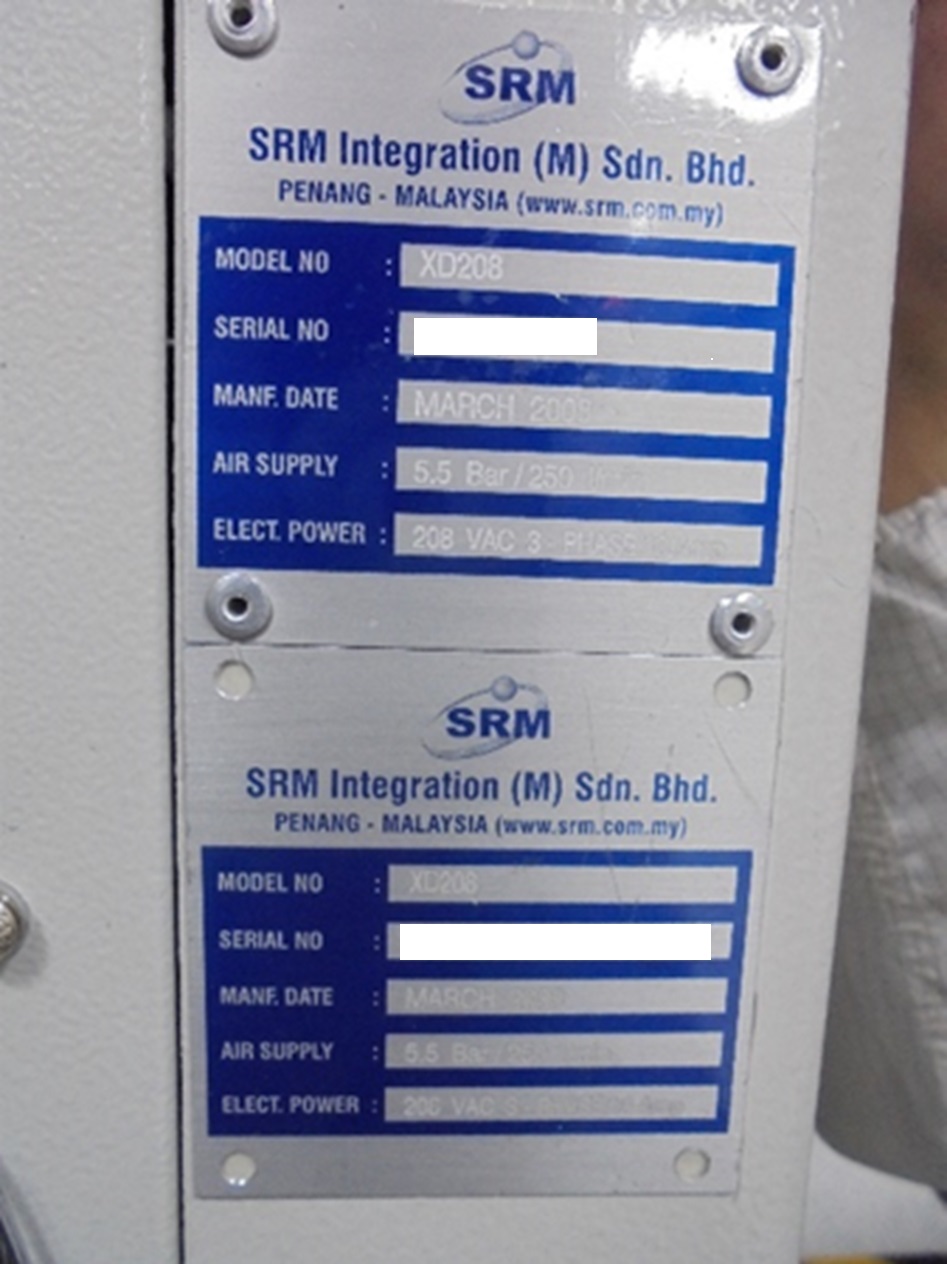 SRM
SRM Integration (M) Sdn. Bhd.
PENANG - MALAYSIA (www.srm.com.my)
MODEL NO : XD208
SERIAL NO :
MANF. DATE : MARCH
AIR SUPPLY : 5.5 Bar / 250
ELECT. POWER : 208 VAC 3 - PHASE
SRM
SRM Integration (M) Sdn. Bhd.
PENANG - MALAYSIA (www.srm.com.my)
MODEL NO : XD208
SERIAL NO :
MANF. DATE : MARCH
AIR SUPPLY : 5.5 Bar /
ELECT. POWER : 208 VAC 3 -